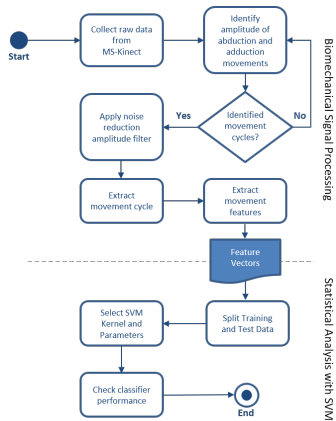 Start
Collect raw data
from
MS-Kinect
Identify
amplitude of
abduction and
adduction
movements
Identified
movement
cycles?
Yes
No
Apply noise
reduction
amplitude filter
Extract
movement cycle
Extract
movement
features
Feature
Vectors
Biomechanical Signal Processing
Split Training
and Test Data
Select SVM
Kernel and
Parameters
Check classifier
performance
End
Statistical Analysis with SVM